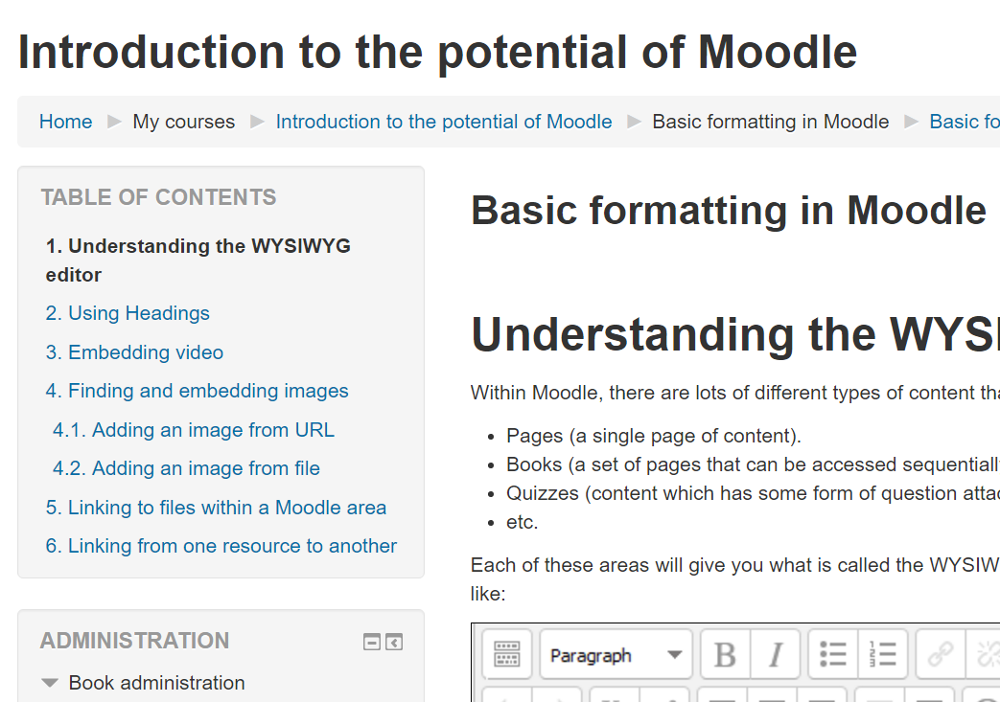 Introduction to the potential of Moodle
Home My courses Introduction to the potential of Moodle Basic formatting in Moodle Basic fo
TABLE OF CONTENTS
1. Understanding the WYSIWYG
editor
2. Using Headings
3. Embedding video
4. Finding and embedding images
4.1. Adding an image from URL
4.2. Adding an image from file
5. Linking to files within a Moodle area
6. Linking from one resource to another
ADMINISTRATION
Book administration
Basic formatting in Moodle
Understanding the WYSI
Within Moodle, there are lots of different types of content tha
• Pages (a single page of content).
• Books (a set of pages that can be accessed sequentiall
• Quizzes (content which has some form of question attac
• etc.
Each of these areas will give you what is called the WYSIW
like:
Paragraph B I